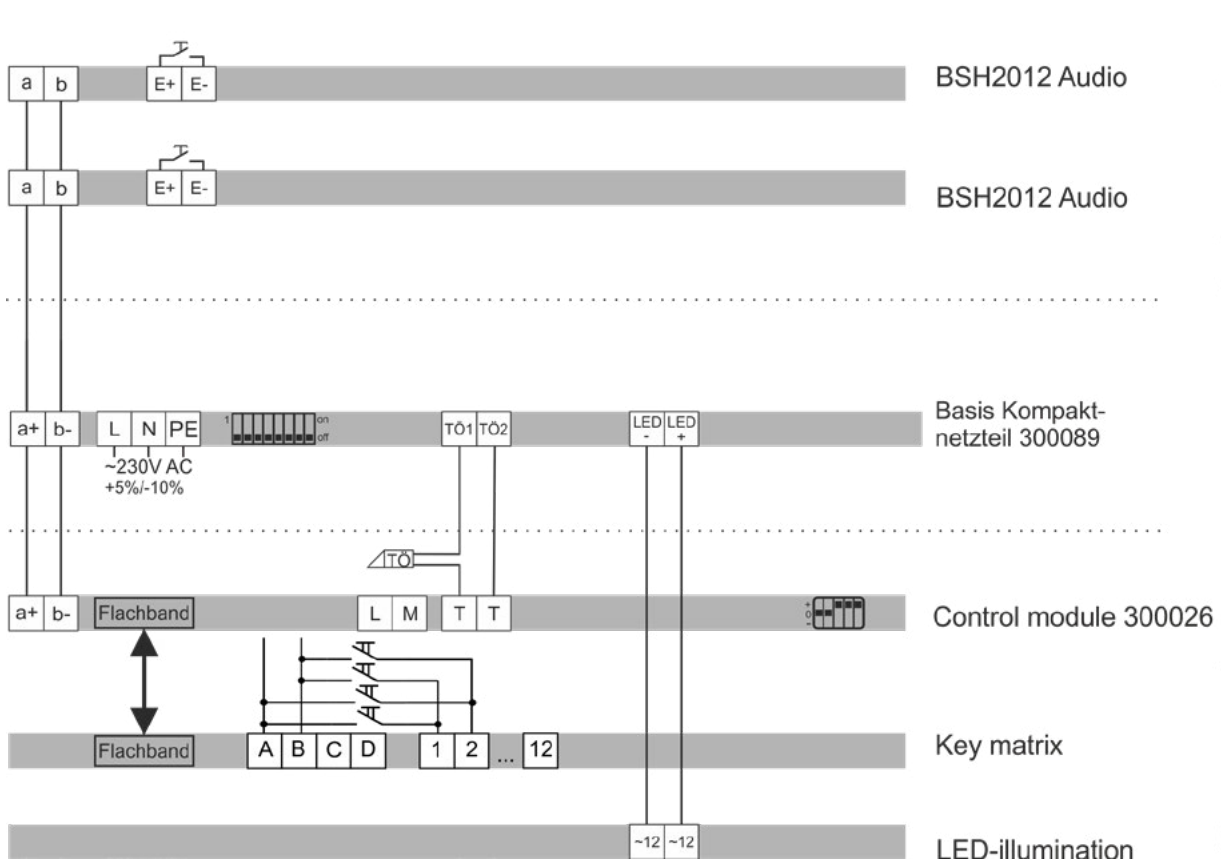 a b E+ E- BSH2012 Audio
a b E+ E- BSH2012 Audio
a+ b- L N PE 1 on off TÖ1 TÖ2 LED - LED + Basis Kompakt-
netzteil 300089
~230V AC
+5%/-10%
TÖ
a+ b- Flachband L M T T + 0 - Control module 300026
Flachband A B C D 1 2 ... 12 Key matrix
~12 ~12 LED-illumination